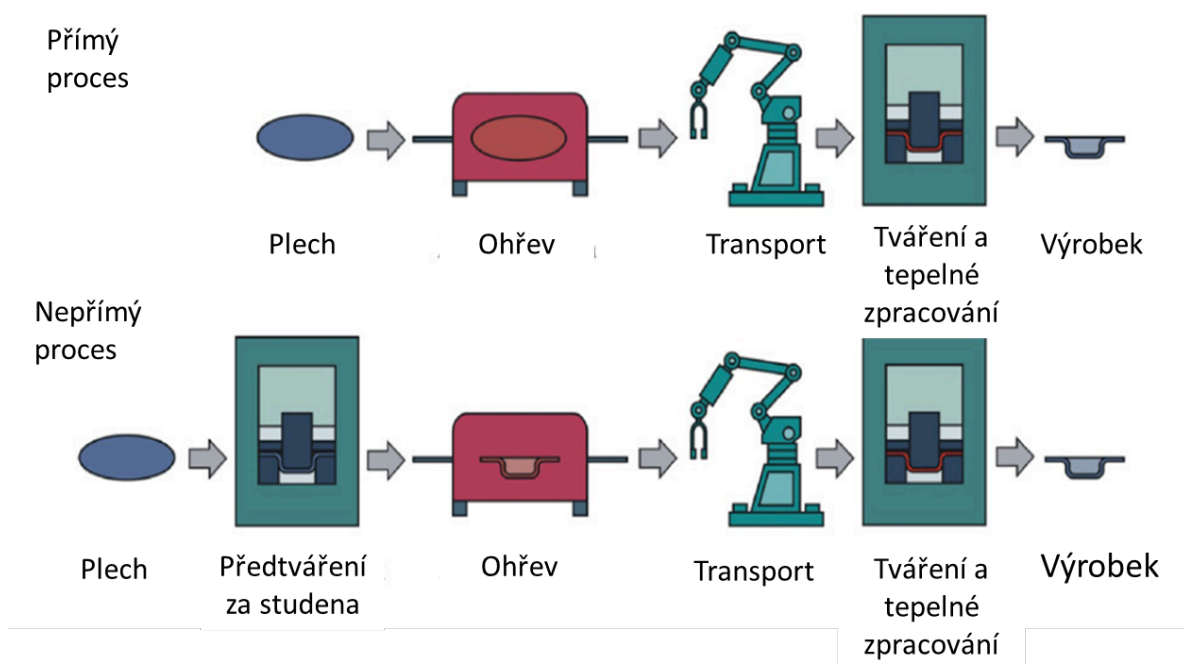 Přímý
proces
Plech
Ohřev
Transport
Tváření a
tepelné
zpracování
Výrobek
Nepřímý
proces
Plech
Předtváření
za studena
Ohřev
Transport
Tváření a
tepelné
zpracování
Výrobek